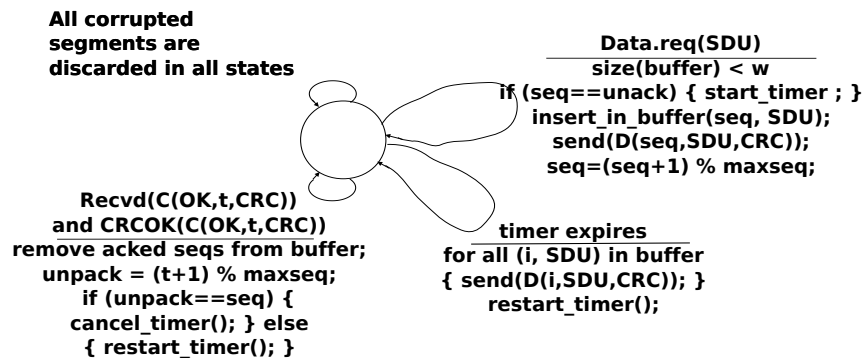 All corrupted
segments are
discarded in all states
Data.req(SDU)
size(buffer) < w
if (seq==unack) { start_timer ; }
insert_in_buffer(seq, SDU);
send(D(seq,SDU,CRC));
seq=(seq+1) % maxseq;
Recvd(C(OK,t,CRC))
and CRCOK(C(OK,t,CRC))
remove acked seqs from buffer;
unpack = (t+1) % maxseq;
if (unpack==seq) {
cancel_timer(); } else
{ restart_timer(); }
timer expires
for all (i, SDU) in buffer
{ send(D(i,SDU,CRC)); }
restart_timer();